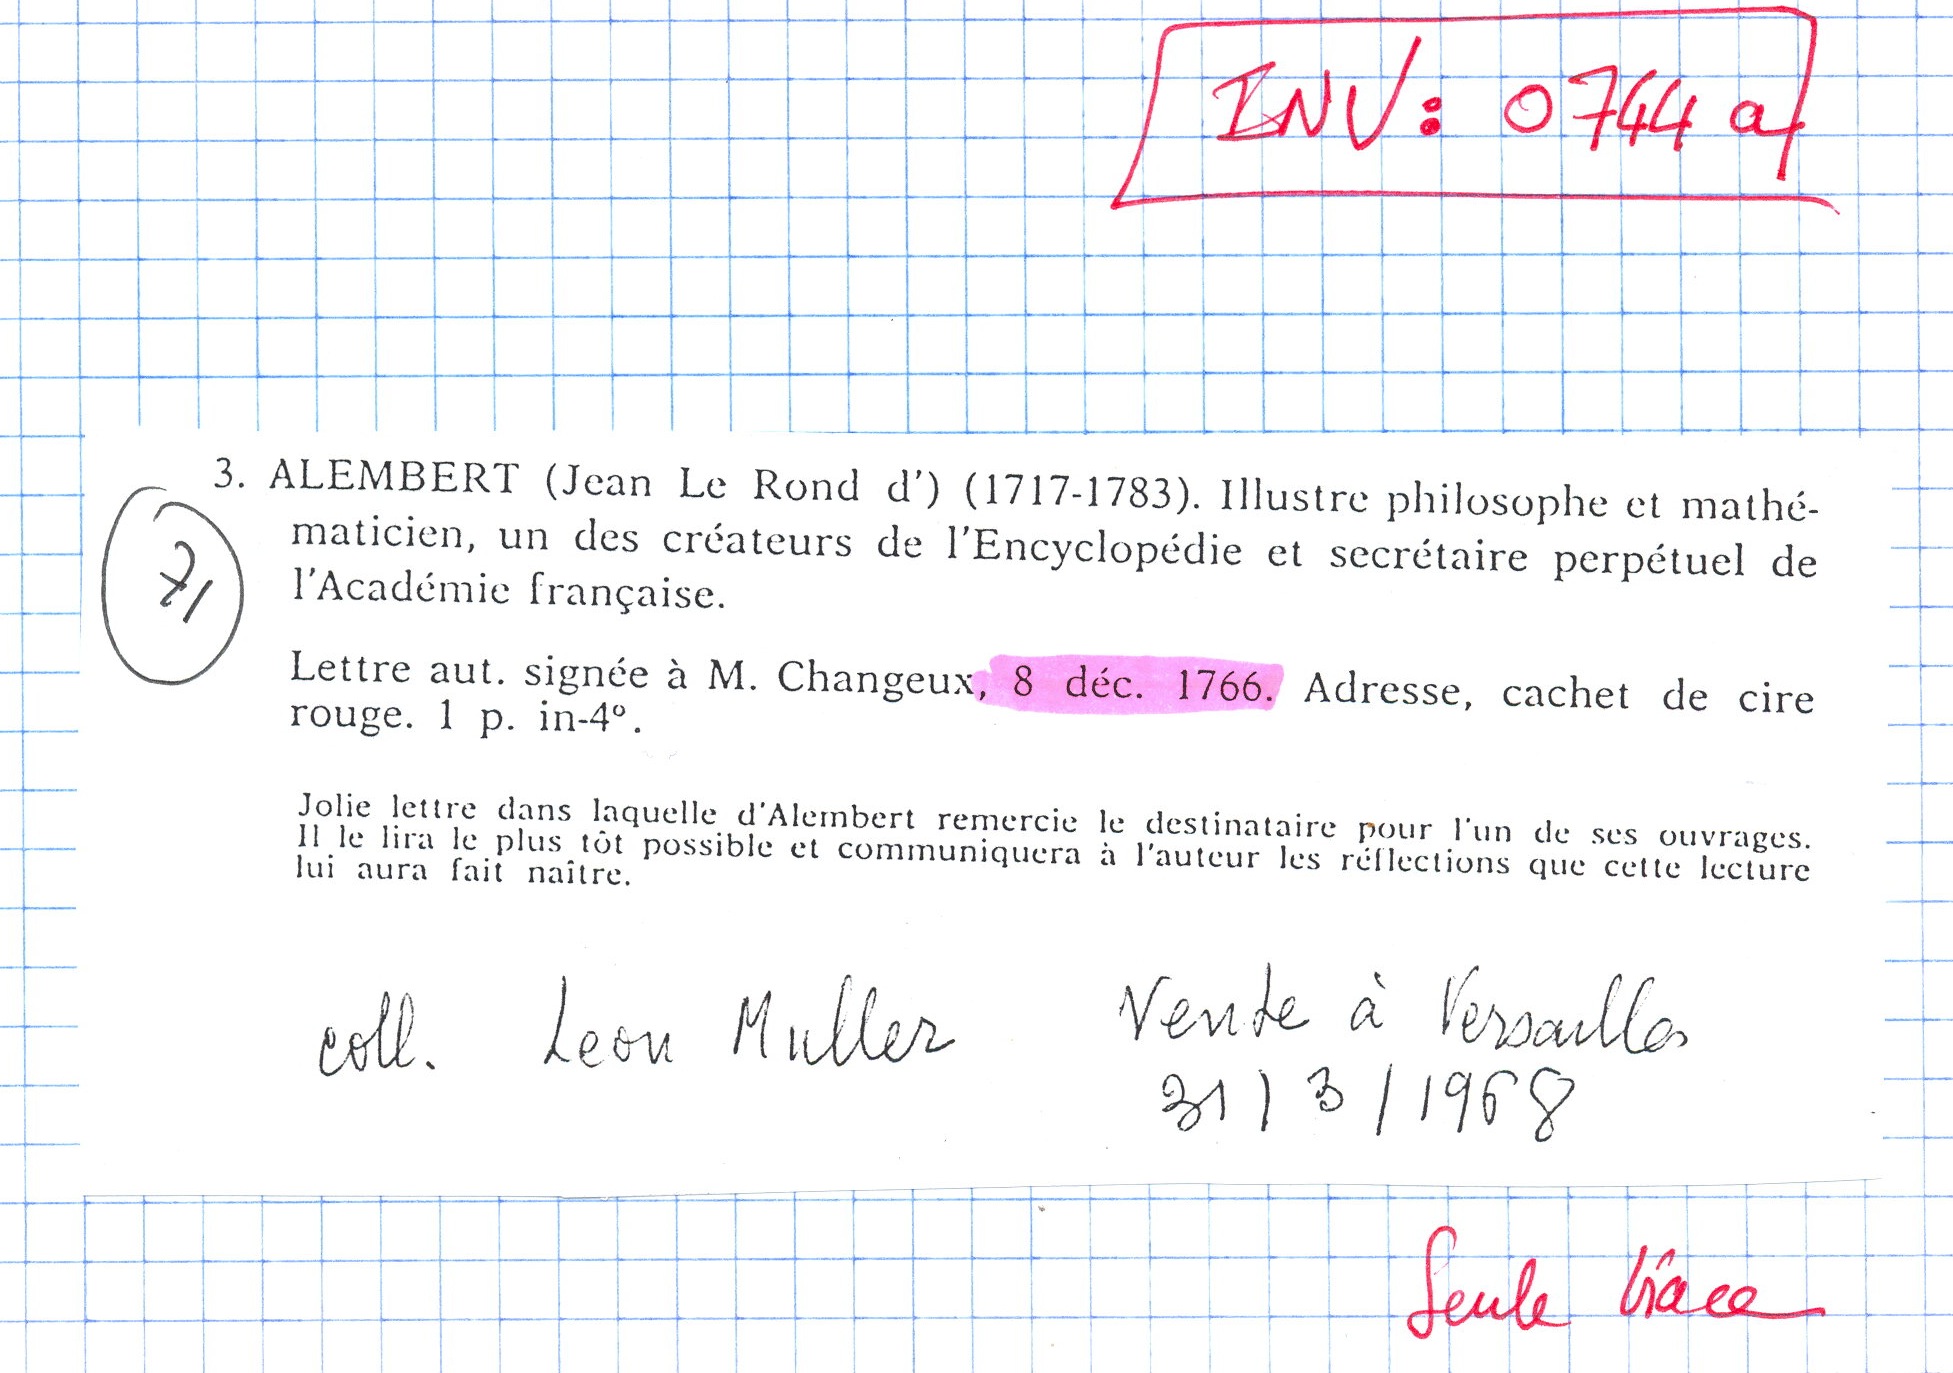 INV: 0744 a
3. ALEMBERT (Jean Le Rond d') (1717-1783). Illustre philosophe et mathé-
maticien, un des créateurs de l'Encyclopédie et secrétaire perpétuel de
l'Académie française.
71
Lettre aut. signée à M. Changeux, 8 déc. 1766. Adresse, cachet de cire
rouge. 1 p. in-4º.
Jolie lettre dans laquelle d'Alembert remercie le destinataire pour l'un de ses ouvrages.
Il le lira le plus tôt possible et communiquera à l'auteur les réflections que cette lecture
lui aura fait naître.
coll. Leon Muller
Vente à Versailles
31/3/1968
Seule trace